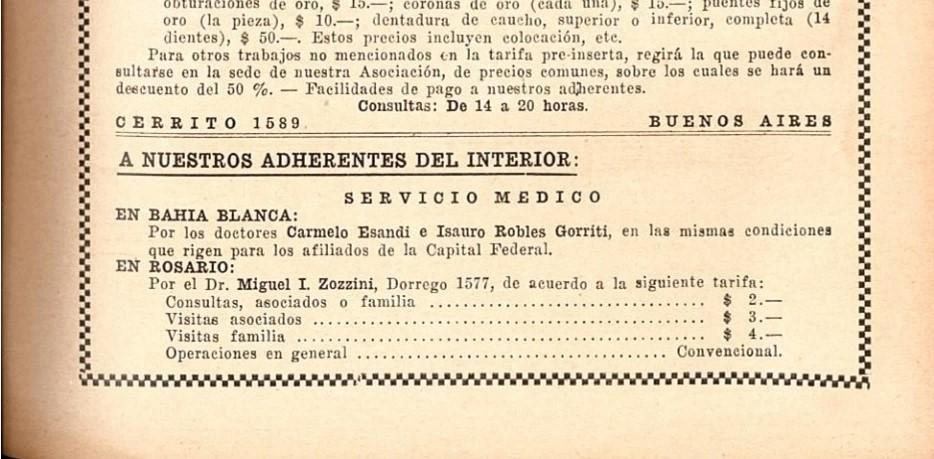 obturaciones de oro, $ 15.—; coronas de oro (cada una), $ 15.—; puentes fijos de
oro (la pieza), $ 10.—; dentadura de caucho, superior o inferior, completa (14
dientes), $ 50.—. Estos precios incluyen colocación, etc.
Para otros trabajos no mencionados en la tarifa pre-inserta, regirá la que puede con-
sultarse en la sede de nuestra Asociación, de precios comunes, sobre los cuales se hará un
descuento del 50 %. — Facilidades de pago a nuestros adherentes.
Consultas: De 14 a 20 horas.
CERRITO 1589 BUENOS AIRES
A NUESTROS ADHERENTES DEL INTERIOR:
SERVICIO MEDICO
EN BAHIA BLANCA:
Por los doctores Carmelo Esandi e Isauro Robles Gorriti, en las mismas condiciones
que rigen para los afiliados de la Capital Federal.
EN ROSARIO:
Por el Dr. Miguel I. Zozzini, Dorrego 1577, de acuerdo a la siguiente tarifa:
Consultas, asociados o familia ................................ $ 2.—
Visitas asociados ............................................. $ 3.—
Visitas familia ............................................... $ 4.—
Operaciones en general .................................. Convencional.